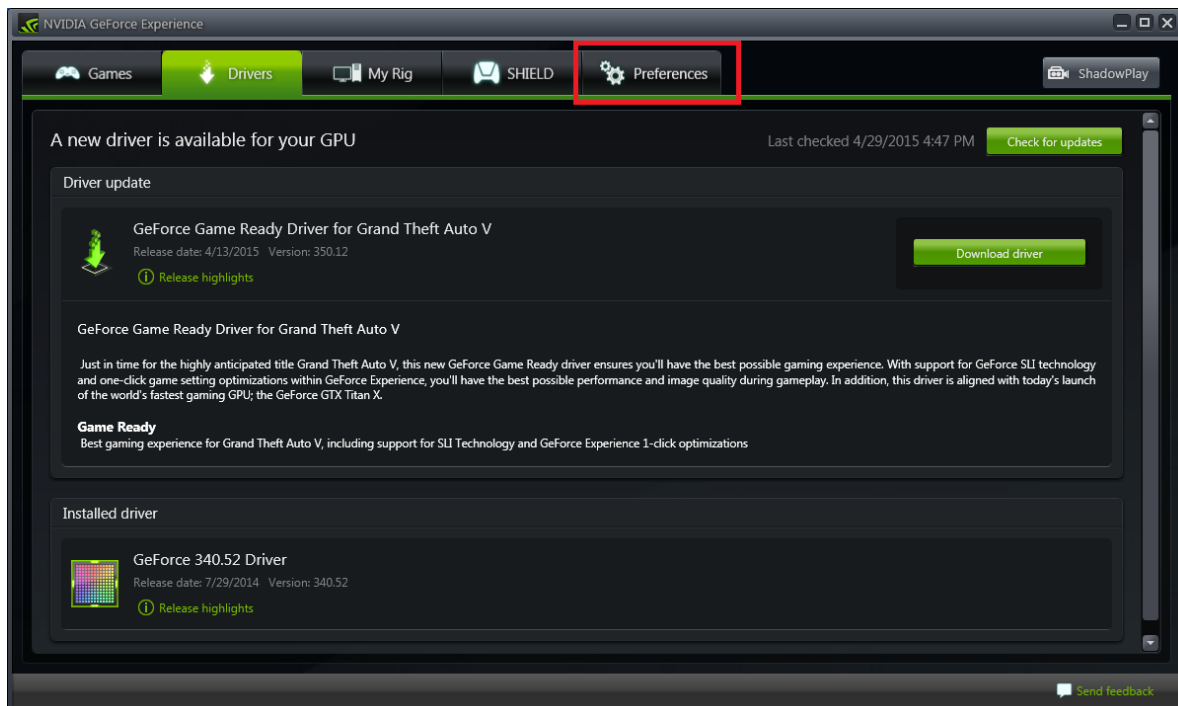 NVIDIA GeForce Experience
Games
Drivers
My Rig
SHIELD
Preferences
ShadowPlay
A new driver is available for your GPU
Last checked 4/29/2015 4:47 PM
Check for updates
Driver update
GeForce Game Ready Driver for Grand Theft Auto V
Release date: 4/13/2015 Version: 350.12
Release highlights
Download driver
GeForce Game Ready Driver for Grand Theft Auto V
Just in time for the highly anticipated title Grand Theft Auto V, this new GeForce Game Ready driver ensures you'll have the best possible gaming experience. With support for GeForce SLI technology
and one-click game setting optimizations within GeForce Experience, you'll have the best possible performance and image quality during gameplay. In addition, this driver is aligned with today's launch
of the world's fastest gaming GPU; the GeForce GTX Titan X.
Game Ready
Best gaming experience for Grand Theft Auto V, including support for SLI Technology and GeForce Experience 1-click optimizations
Installed driver
GeForce 340.52 Driver
Release date: 7/29/2014 Version: 340.52
Release highlights
Send feedback